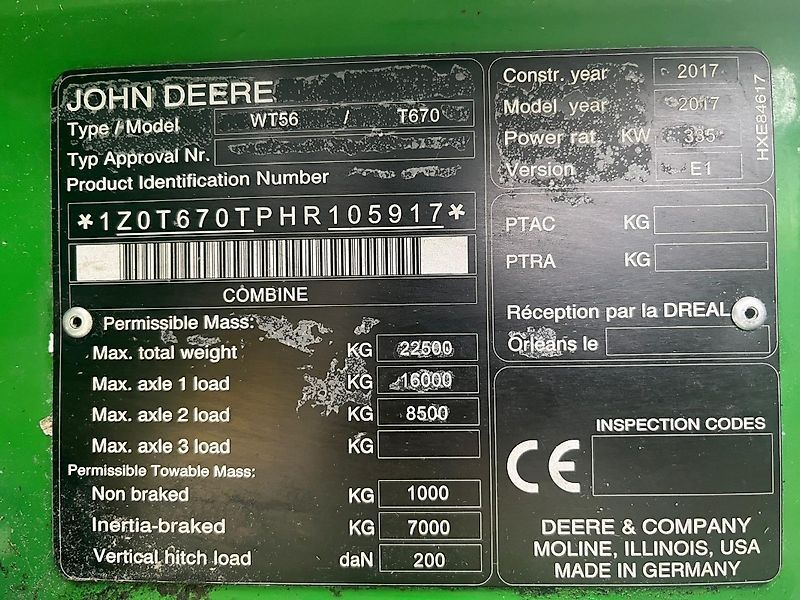 JOHN DEERE
Type / Model WT56 / T670
Typ Approval Nr.
Product Identification Number
*1Z0T670TPHR105917*
COMBINE
Permissible Mass:
Max. total weight KG 22500
Max. axle 1 load KG 16000
Max. axle 2 load KG 8500
Max. axle 3 load KG
Permissible Towable Mass:
Non braked KG 1000
Inertia-braked KG 7000
Vertical hitch load daN 200
Constr. year 2017
Model year 2017
Power rat. KW 335
Version E1
HXE84617
PTAC KG
PTRA KG
Réception par la DREAL
Orleans le
CE
INSPECTION CODES
DEERE & COMPANY
MOLINE, ILLINOIS, USA
MADE IN GERMANY